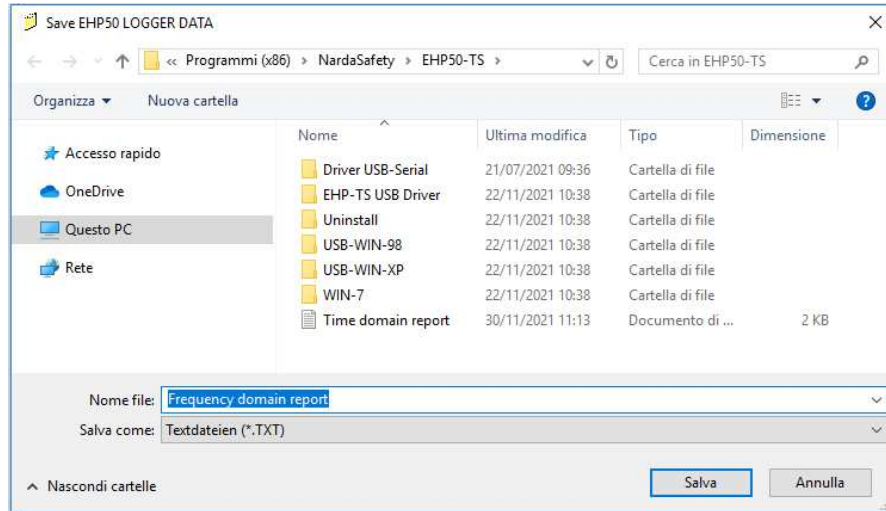 Save EHP50 LOGGER DATA
« Programmi (x86) › NardaSafety › EHP50-TS ›
Cerca in EHP50-TS
Organizza
Nuova cartella
Nome Ultima modifica Tipo Dimensione
Accesso rapido
OneDrive
Questo PC
Rete
Driver USB-Serial 21/07/2021 09:36 Cartella di file
EHP-TS USB Driver 22/11/2021 10:38 Cartella di file
Uninstall 22/11/2021 10:38 Cartella di file
USB-WIN-98 22/11/2021 10:38 Cartella di file
USB-WIN-XP 22/11/2021 10:38 Cartella di file
WIN-7 22/11/2021 10:38 Cartella di file
Time domain report 30/11/2021 11:13 Documento di ... 2 KB
Nome file: Frequency domain report
Salva come: Textdateien (*.TXT)
Nascondi cartelle
Salva
Annulla